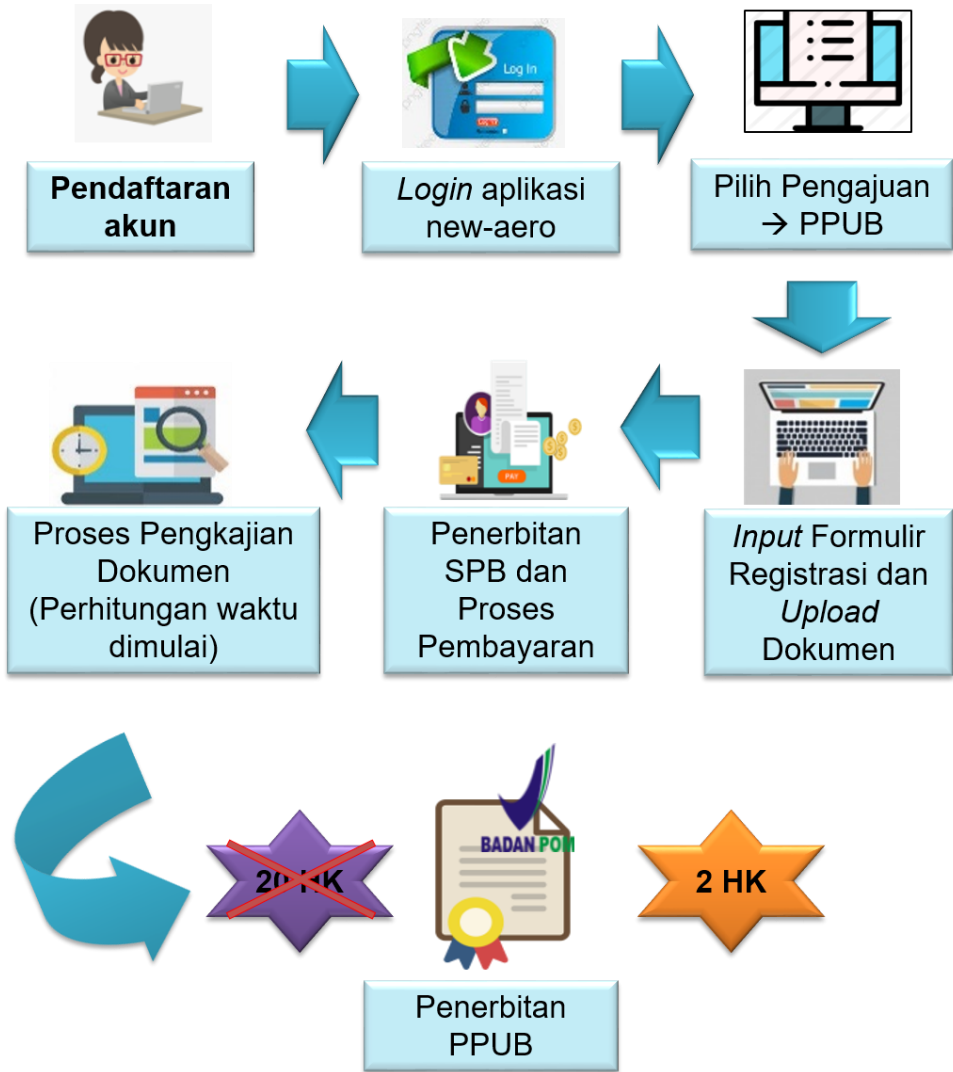 Pendaftaran
akun
Log In
Login aplikasi
new-aero
Pilih Pengajuan
→ PPUB
Input Formulir
Registrasi dan
Upload
Dokumen
PAY
Penerbitan
SPB dan
Proses
Pembayaran
Proses Pengkajian
Dokumen
(Perhitungan waktu
dimulai)
20 HK
BADAN POM
2 HK
Penerbitan
PPUB